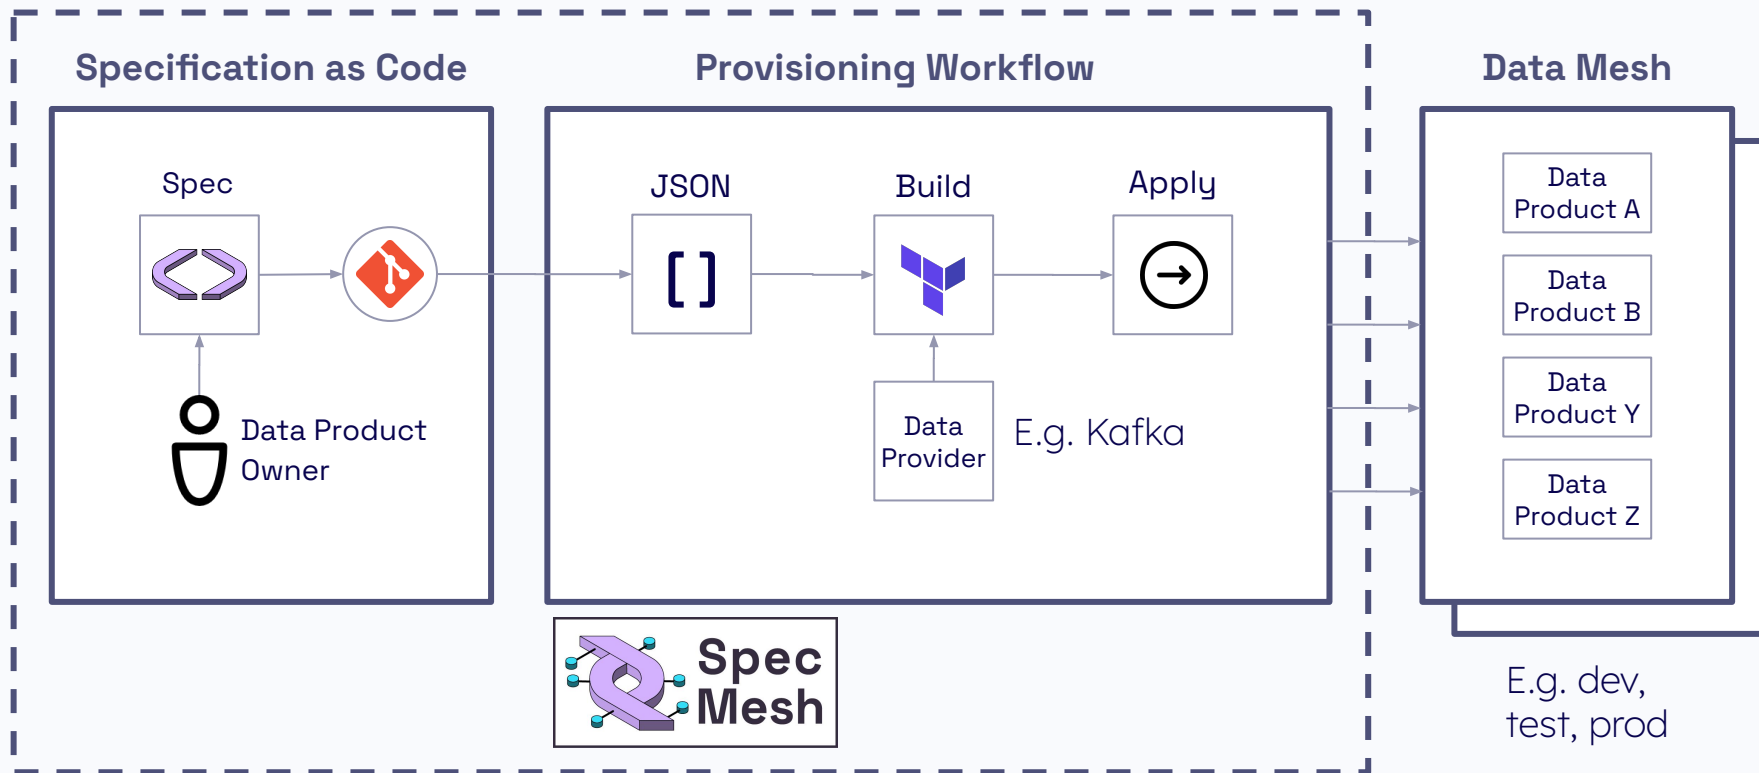 Specification as Code
Provisioning Workflow
Data Mesh
Spec
Data Product
Owner
JSON
[ ]
Build
Apply
Data
Provider
E.g. Kafka
Data
Product A
Data
Product B
Data
Product Y
Data
Product Z
Spec
Mesh
E.g. dev,
test, prod